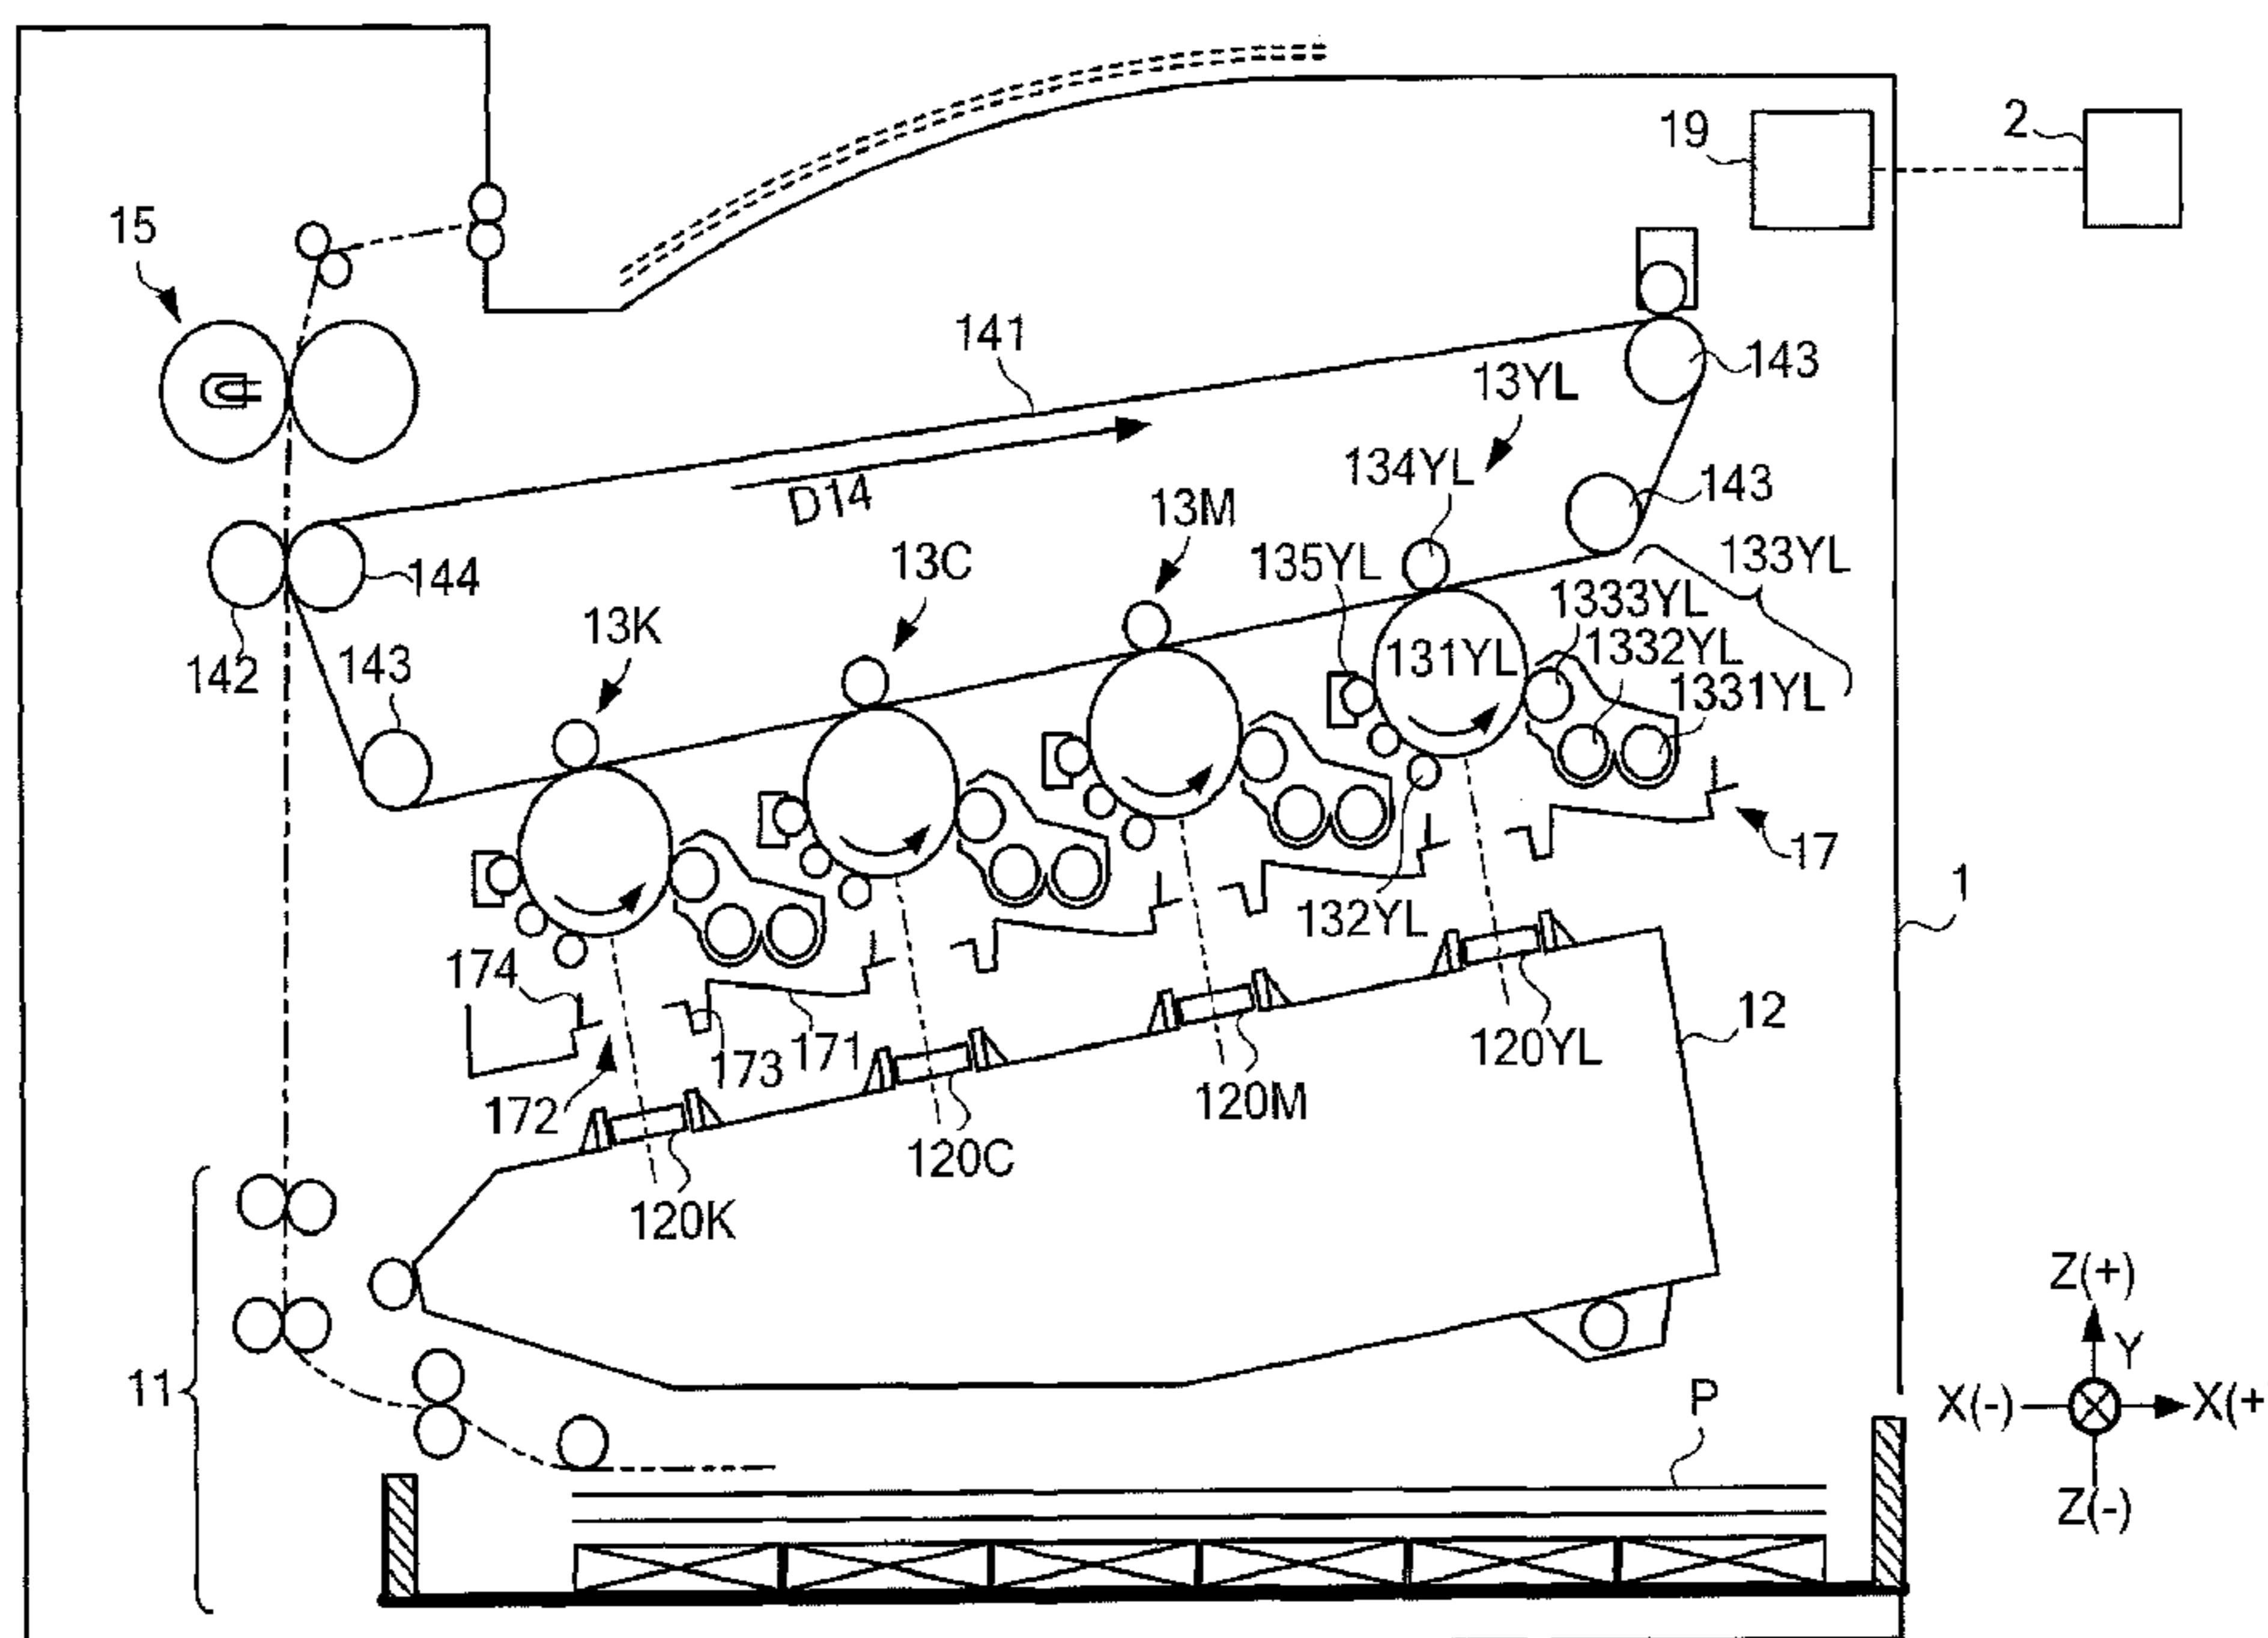 19
2
15
141
143
13YL
134YL
D14
143
13M
135YL
133YL
13C
144
1333YL
13K
1332YL
131YL
142
143
1331YL
17
1
132YL
174
12
173
171
120YL
172
120M
120C
120K
Z(+)
Y
11
P
X(-)
X(+
Z(-)